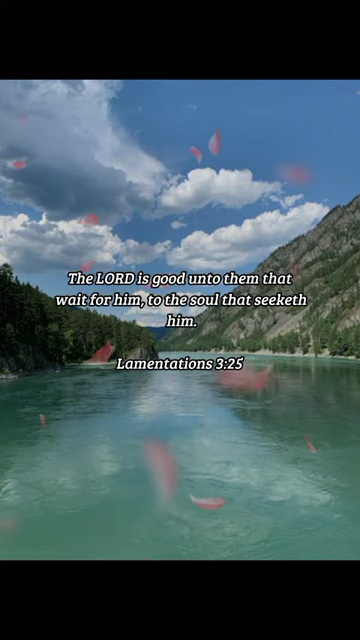 The LORD is good unto them that
wait for him, to the soul that seeketh
him.
Lamentations 3:25